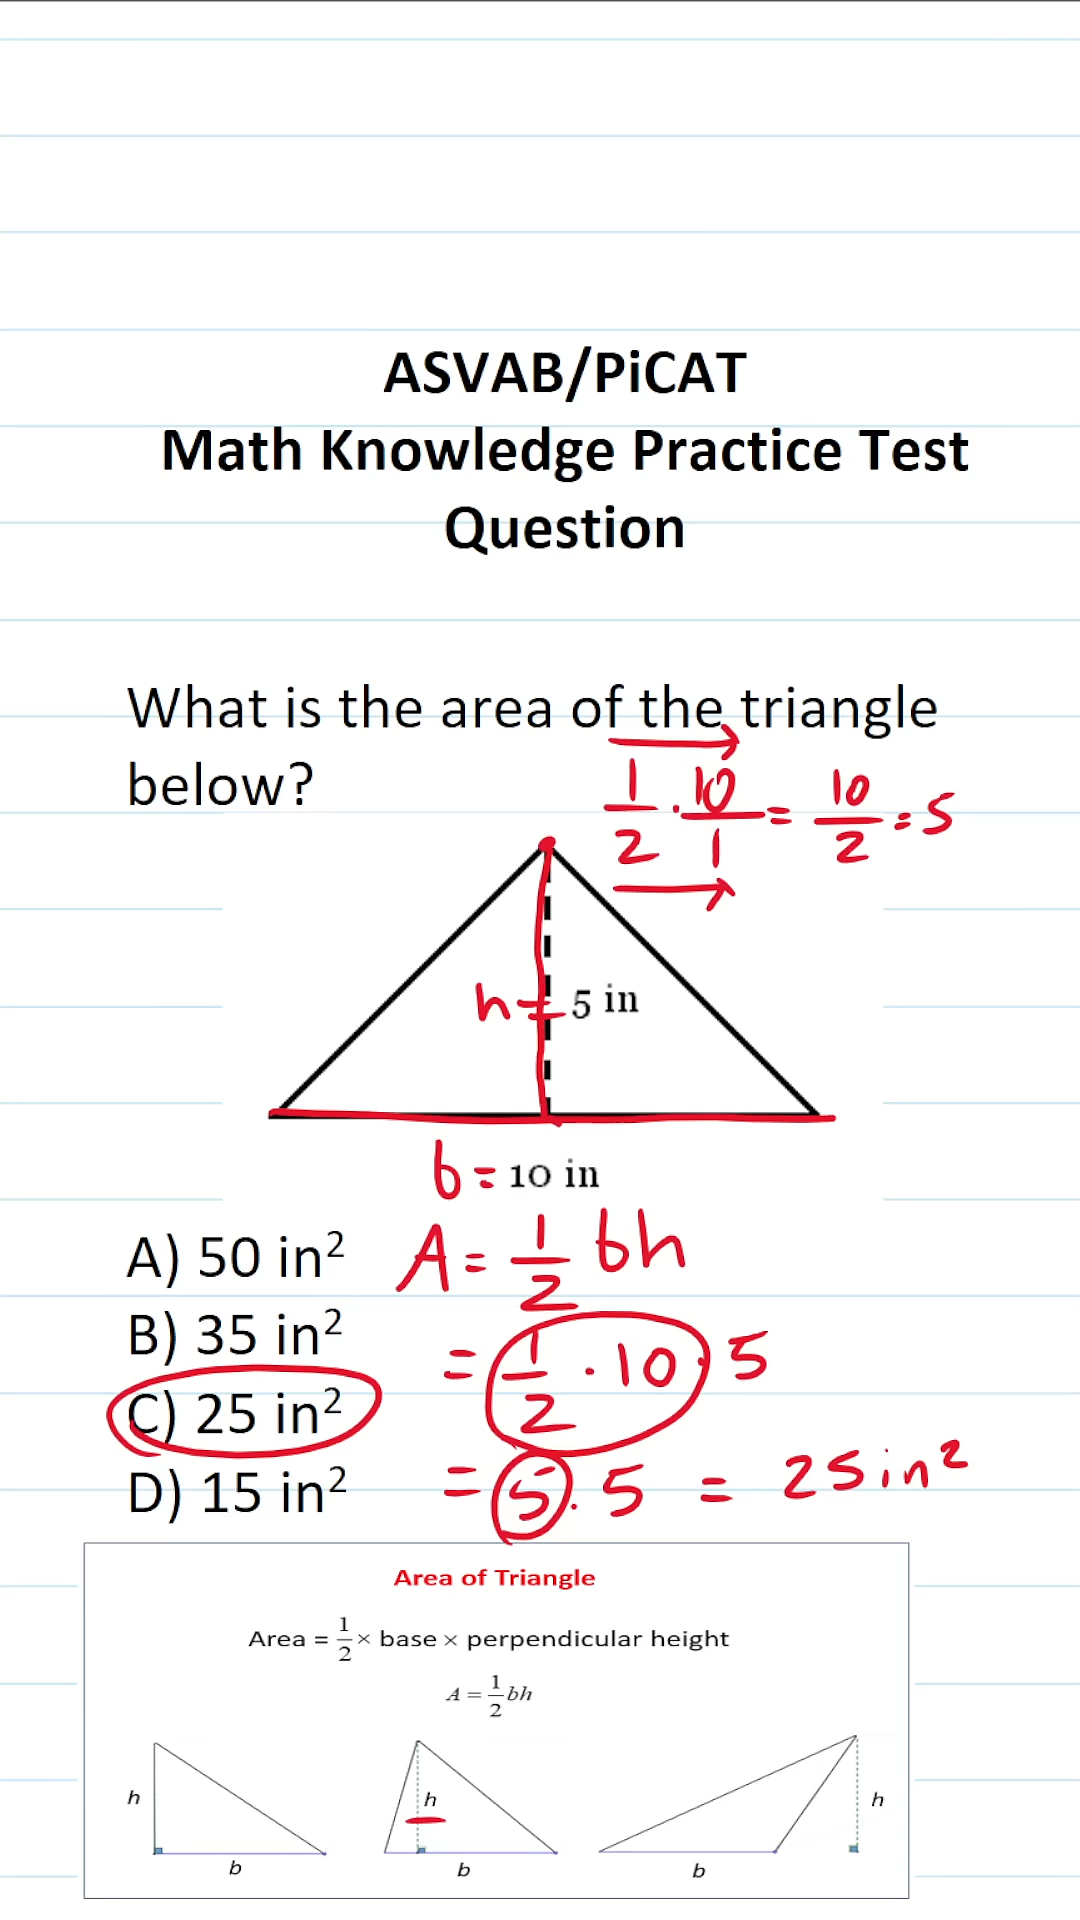 ASVAB/PiCAT
Math Knowledge Practice Test
Question
What is the area of the triangle
below?
1/2 · 10/1 = 10/2 = 5
h = 5 in
b = 10 in
A) 50 in²
B) 35 in²
C) 25 in²
D) 15 in²
A = 1/2 bh
= 1/2 · 10 · 5
= 5 · 5 = 25 in²
Area of Triangle
Area = 1/2 × base × perpendicular height
A = 1/2 bh
h
b
h
b
h
b